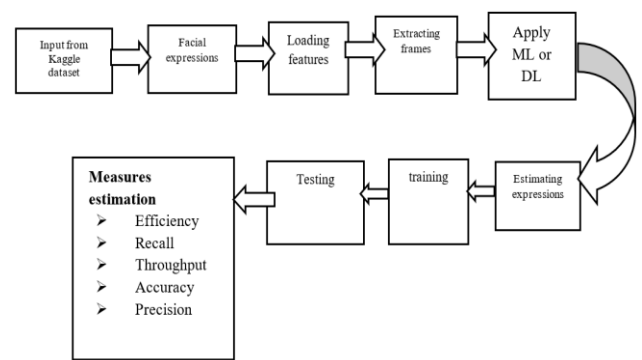 Input from
Kaggle
dataset
Facial
expressions
Loading
features
Extracting
frames
Apply
ML or
DL
Estimating
expressions
training
Testing
Measures
estimation
➢ Efficiency
➢ Recall
➢ Throughput
➢ Accuracy
➢ Precision